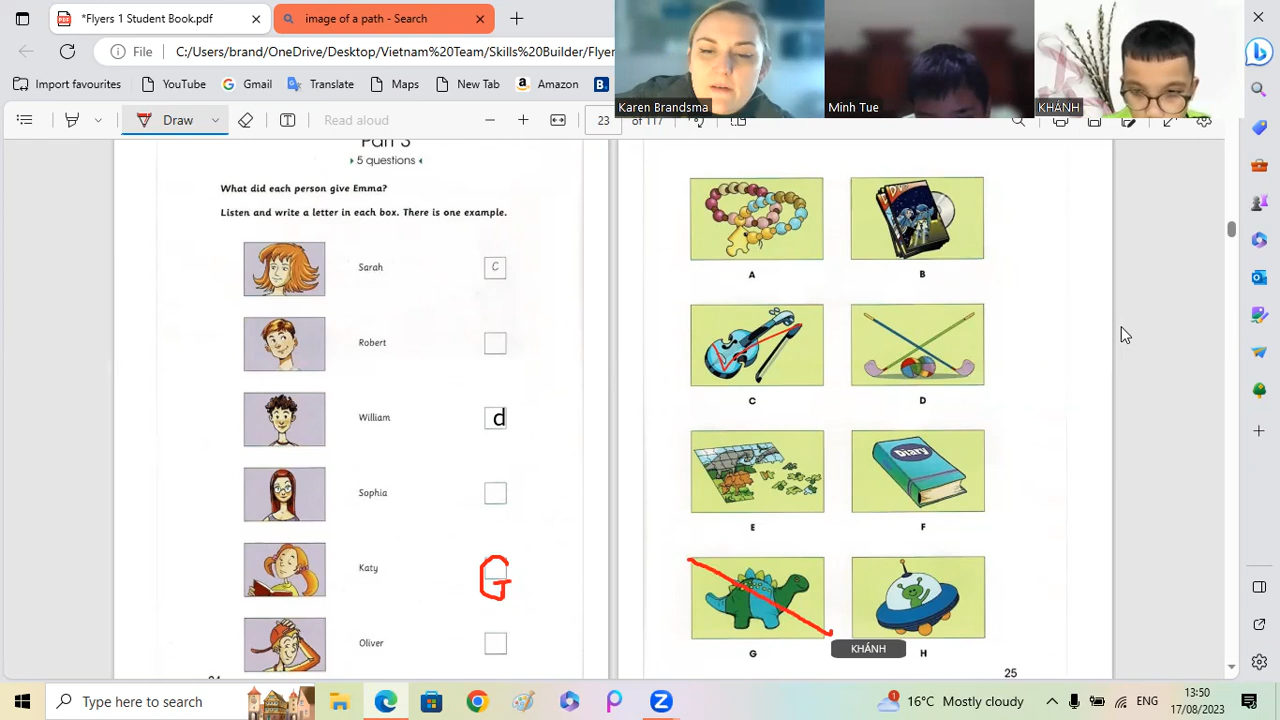 *Flyers 1 Student Book.pdf
image of a path - Search
File
C:/Users/brand/OneDrive/Desktop/Vietnam%20Team/Skills%20Builder/Flyer
Import favourites
YouTube
Gmail
Translate
Maps
New Tab
Amazon
Karen Brandsma
Minh Tue
KHÁNH
Draw
Read aloud
23
of 117
Part 3
5 questions
What did each person give Emma?
Listen and write a letter in each box. There is one example.
Sarah
C
Robert
William
d
Sophia
Katy
G
Oliver
A
B
C
D
Diary
E
F
G
H
KHÁNH
25
Type here to search
16°C Mostly cloudy
ENG
13:50
17/08/2023